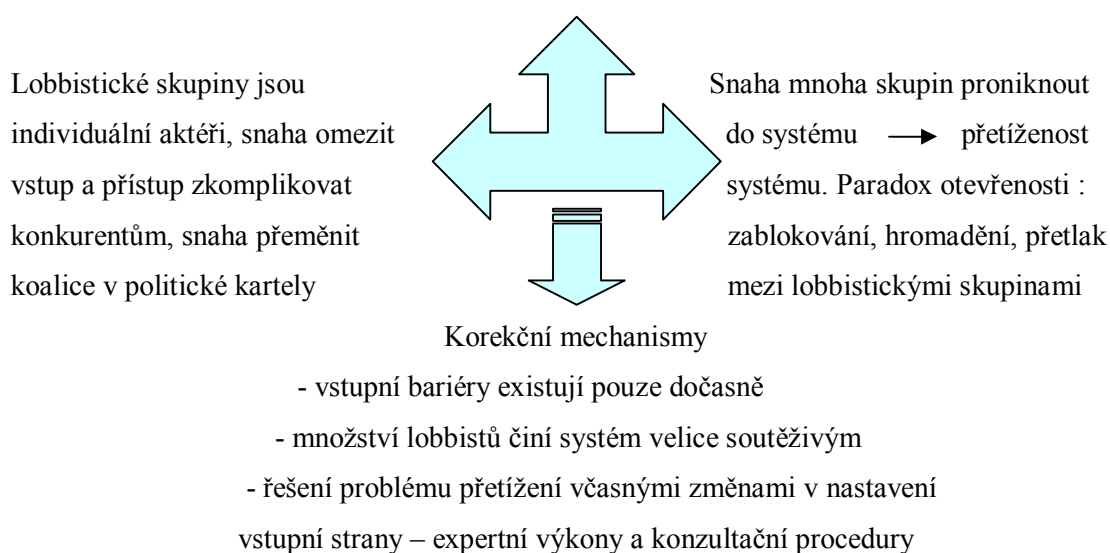 Lobbistické skupiny jsou
individuální aktéři, snaha omezit
vstup a přístup zkomplikovat
konkurentům, snaha přeměnit
koalice v politické kartely
Snaha mnoha skupin proniknout
do systému → přetíženost
systému. Paradox otevřenosti :
zablokování, hromadění, přetlak
mezi lobbistickými skupinami
Korekční mechanismy
- vstupní bariéry existují pouze dočasně
- množství lobbistů činí systém velice soutěživým
- řešení problému přetížení včasnými změnami v nastavení
vstupní strany – expertní výkony a konzultační procedury